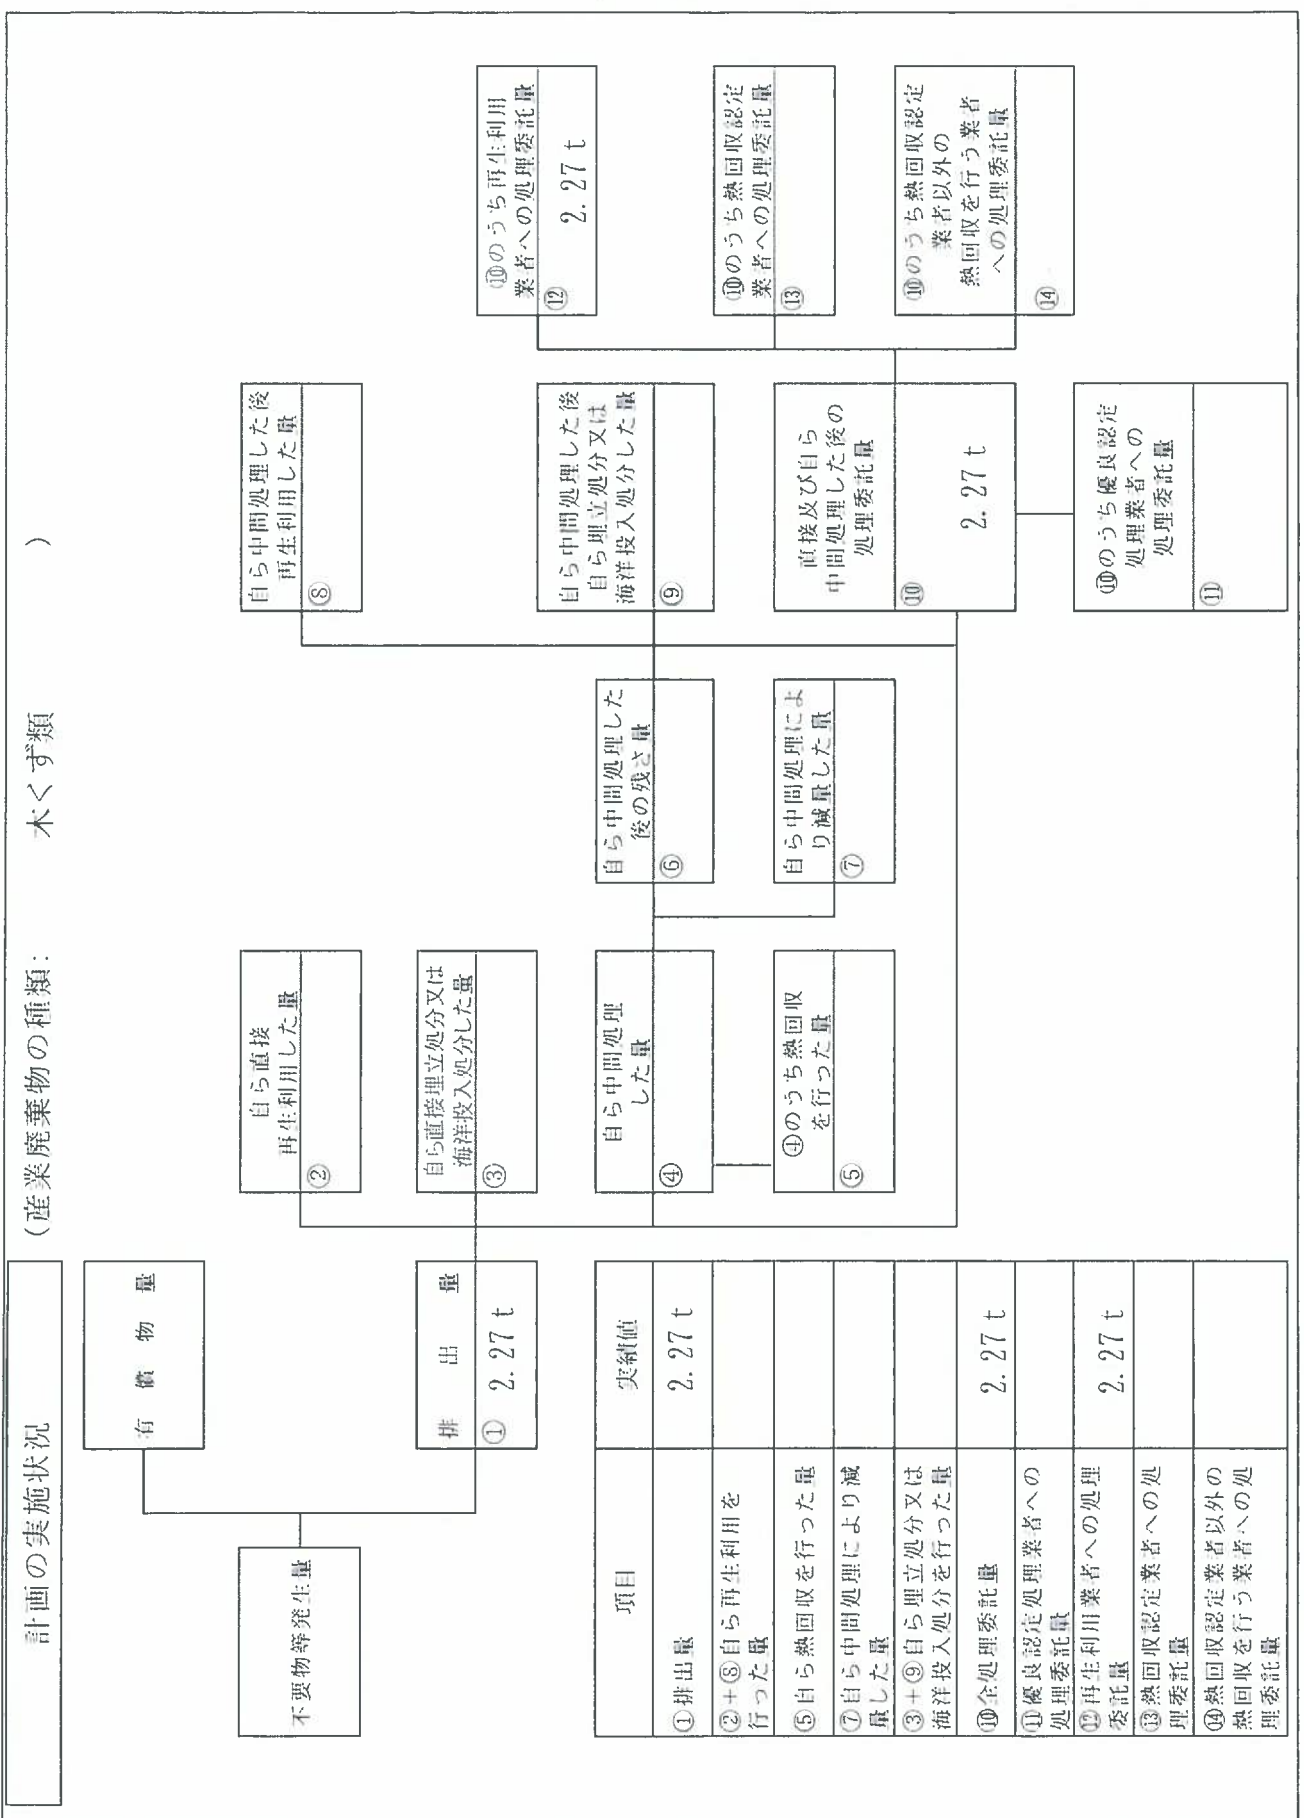 計画の実施状況
(産業廃棄物の種類: 木くず類 )
不要物等発生量
有償物量
排出量
① 2.27t
自ら直接
再生利用した量
②
自ら直接埋立処分又は
海洋投入処分した量
③
自ら中間処理
した量
④
④のうち熱回収
を行った量
⑤
自ら中間処理した
後の残さ量
⑥
自ら中間処理によ
り減量した量
⑦
自ら中間処理した後
再生利用した量
⑧
自ら中間処理した後
自ら埋立処分又は
海洋投入処分した量
⑨
直接及び自ら
中間処理した後の
処理委託量
⑩
2.27t
⑩のうち優良認定
処理業者への
処理委託量
⑪
⑩のうち再生利用
業者への処理委託量
⑫
2.27t
⑩のうち熱回収認定
業者への処理委託量
⑬
⑩のうち熱回収認定
業者以外の
熱回収を行う業者
への処理委託量
⑭
項目 実績値
①排出量 2.27t
②+⑧自ら再生利用を
行った量
⑤自ら熱回収を行った量
⑦自ら中間処理により減
量した量
③+⑨自ら埋立処分又は
海洋投入処分を行った量
⑩全処理委託量 2.27t
⑪優良認定処理業者への
処理委託量
⑫再生利用業者への処理
委託量 2.27t
⑬熱回収認定業者への処
理委託量
⑭熱回収認定業者以外の
熱回収を行う業者への処
理委託量